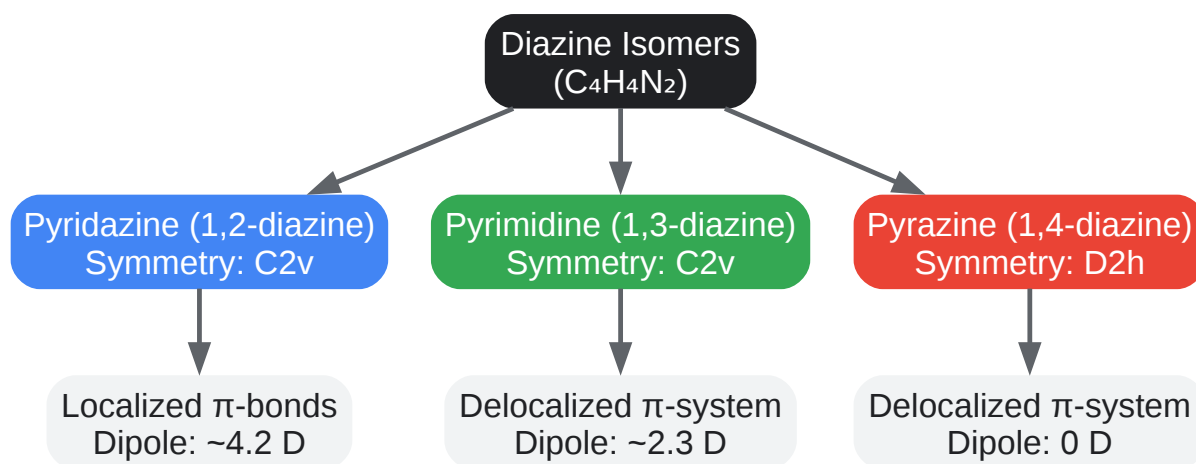 Diazine Isomers
(C₄H₄N₂)
Pyridazine (1,2-diazine)
Symmetry: C2v
Pyrimidine (1,3-diazine)
Symmetry: C2v
Pyrazine (1,4-diazine)
Symmetry: D2h
Localized π-bonds
Dipole: ~4.2 D
Delocalized π-system
Dipole: ~2.3 D
Delocalized π-system
Dipole: 0 D